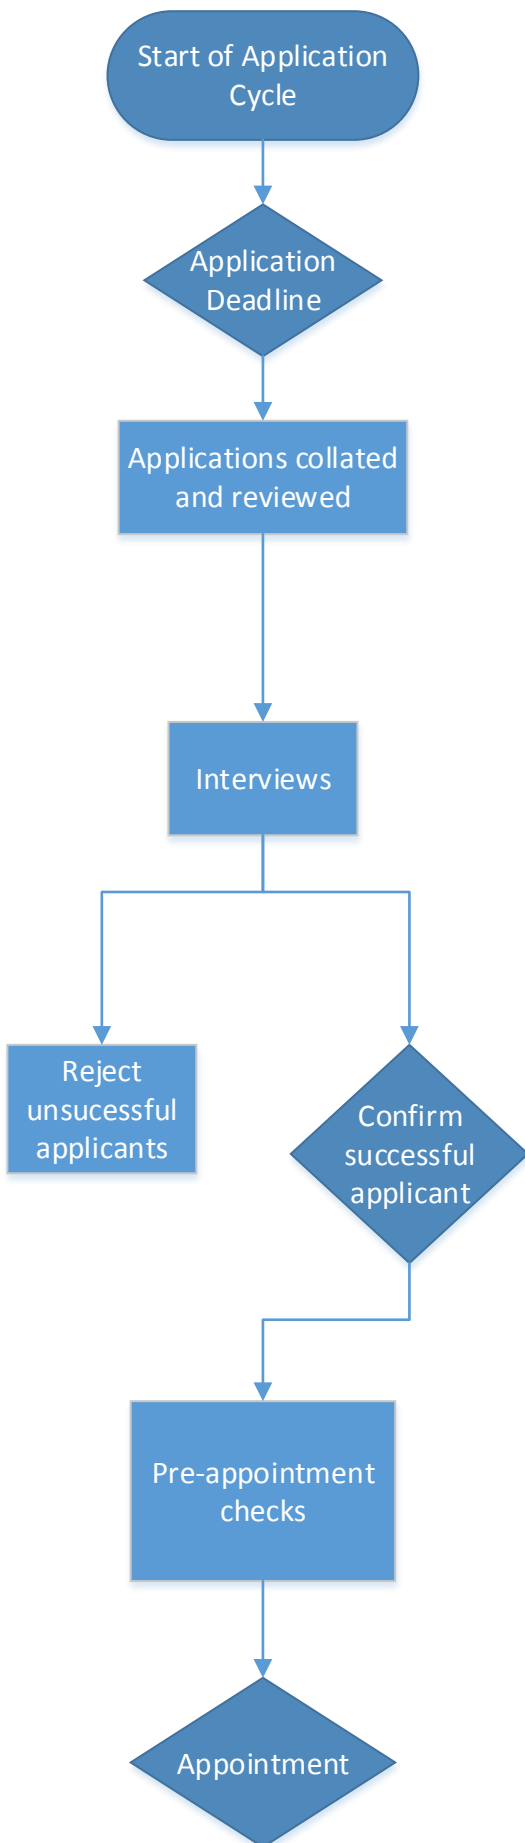 Start of Application
Cycle
Application
Deadline
Applications collated
and reviewed
Interviews
Reject
unsucessful
applicants
Confirm
successful
applicant
Pre-appointment
checks
Appointment